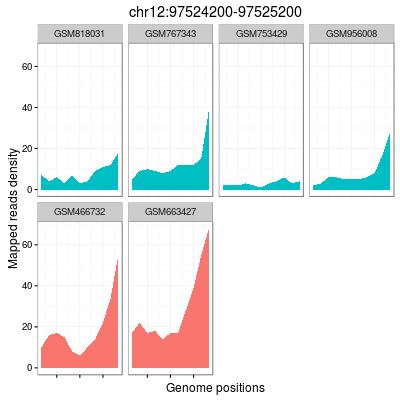 chr12:97524200-97525200
GSM818031 GSM767343 GSM753429 GSM956008
60
40
20
0
GSM466732 GSM663427
60
40
20
0
Mapped reads density
Genome positions